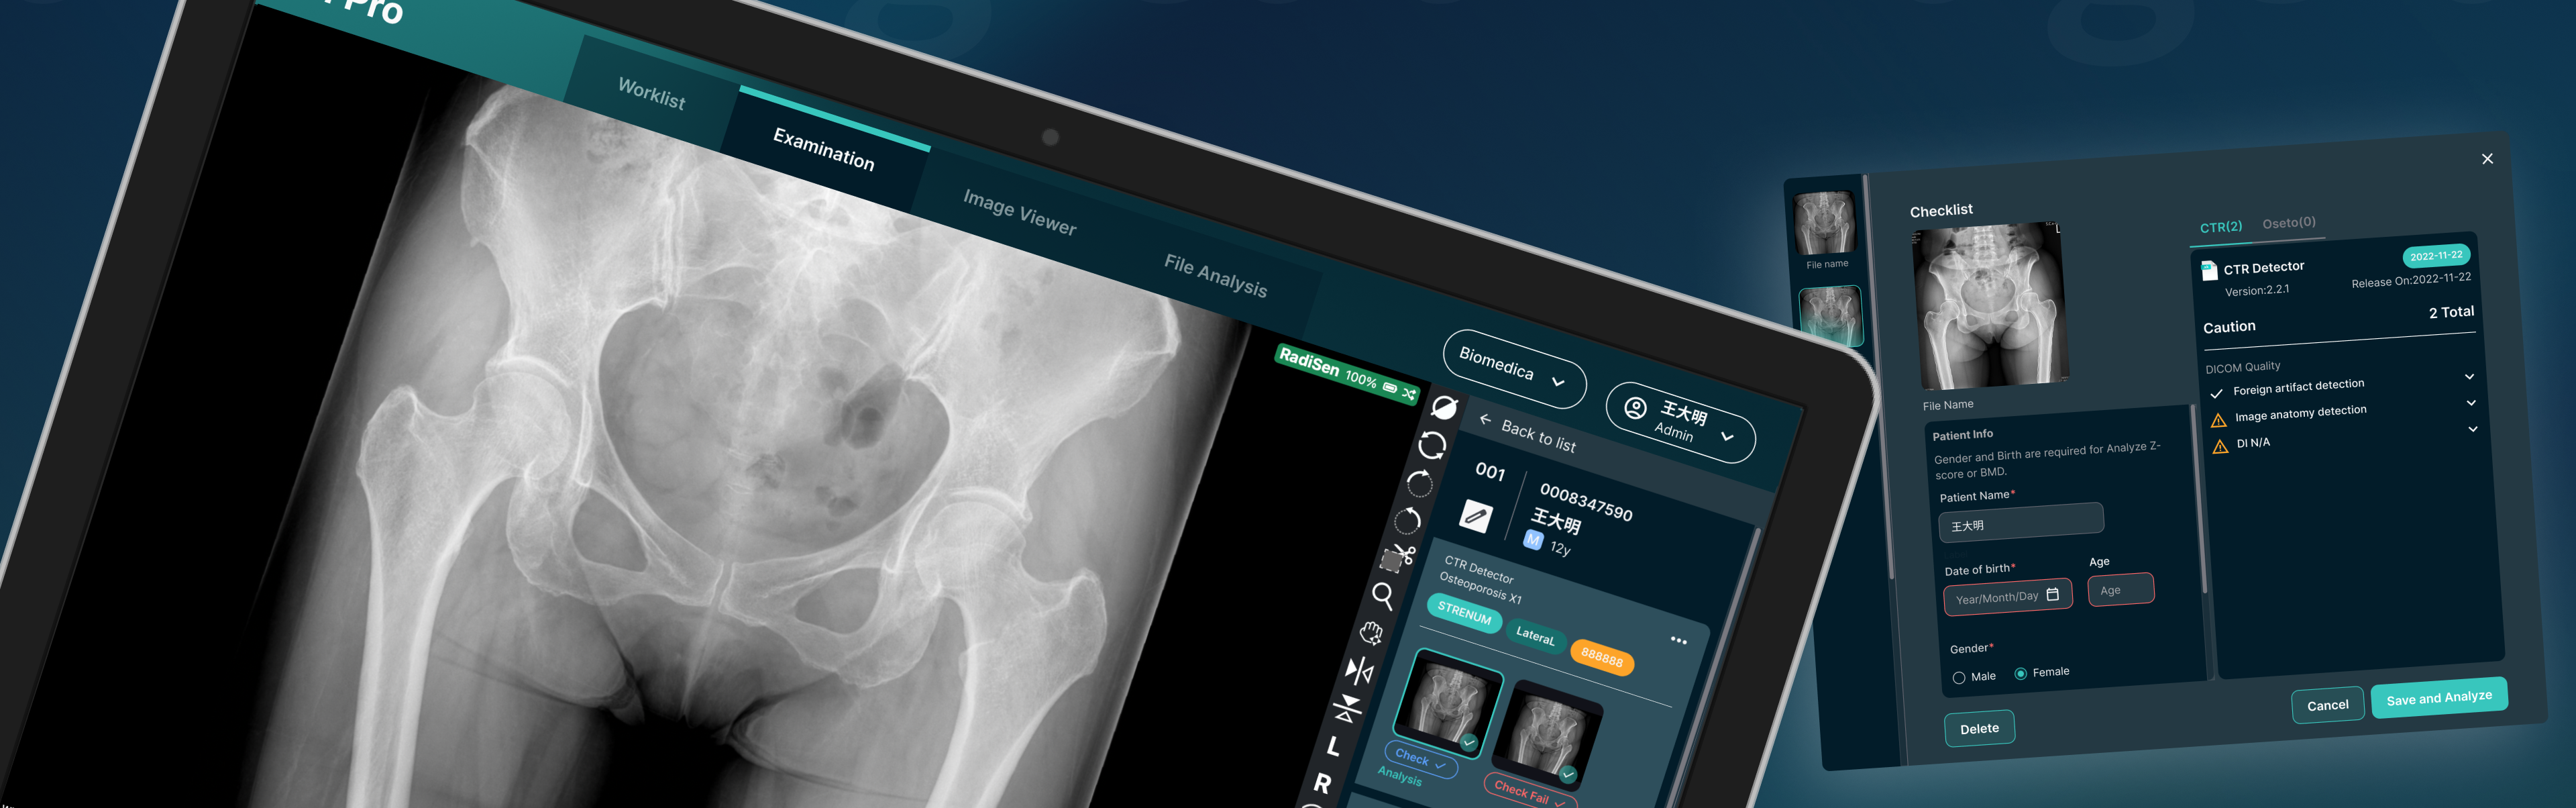 Pro
Worklist
Examination
Image Viewer
File Analysis
RadiSen 100%
Biomedica
王大明
Admin
Back to list
001
0008347590
王大明
M 12y
CTR Detector
Osteoporosis X1
STRENUM
LateraL
888888
Check
Analysis
Check Fail
L
R
File name
Checklist
File Name
Patient Info
Gender and Birth are required for Analyze Z-
score or BMD.
Patient Name*
王大明
Date of birth*
Age
Year/Month/Day
Age
Gender*
Male
Female
Delete
CTR(2)
Oseto(0)
CTR Detector
2022-11-22
Version:2.2.1
Release On:2022-11-22
Caution
2 Total
DICOM Quality
Foreign artifact detection
Image anatomy detection
DI N/A
Cancel
Save and Analyze